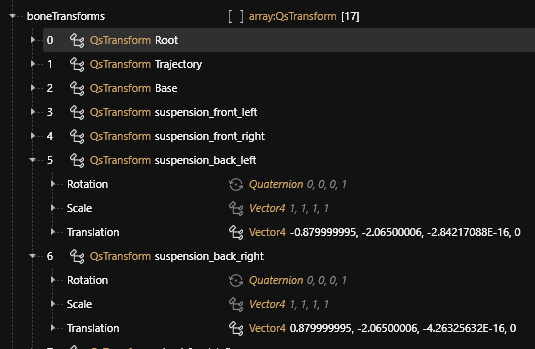 boneTransforms [ ] array:QsTransform [17]
0 QsTransform Root
1 QsTransform Trajectory
2 QsTransform Base
3 QsTransform suspension_front_left
4 QsTransform suspension_front_right
5 QsTransform suspension_back_left
Rotation Quaternion 0, 0, 0, 1
Scale Vector4 1, 1, 1, 1
Translation Vector4 -0.879999995, -2.06500006, -2.84217088E-16, 0
6 QsTransform suspension_back_right
Rotation Quaternion 0, 0, 0, 1
Scale Vector4 1, 1, 1, 1
Translation Vector4 0.879999995, -2.06500006, -4.26325632E-16, 0